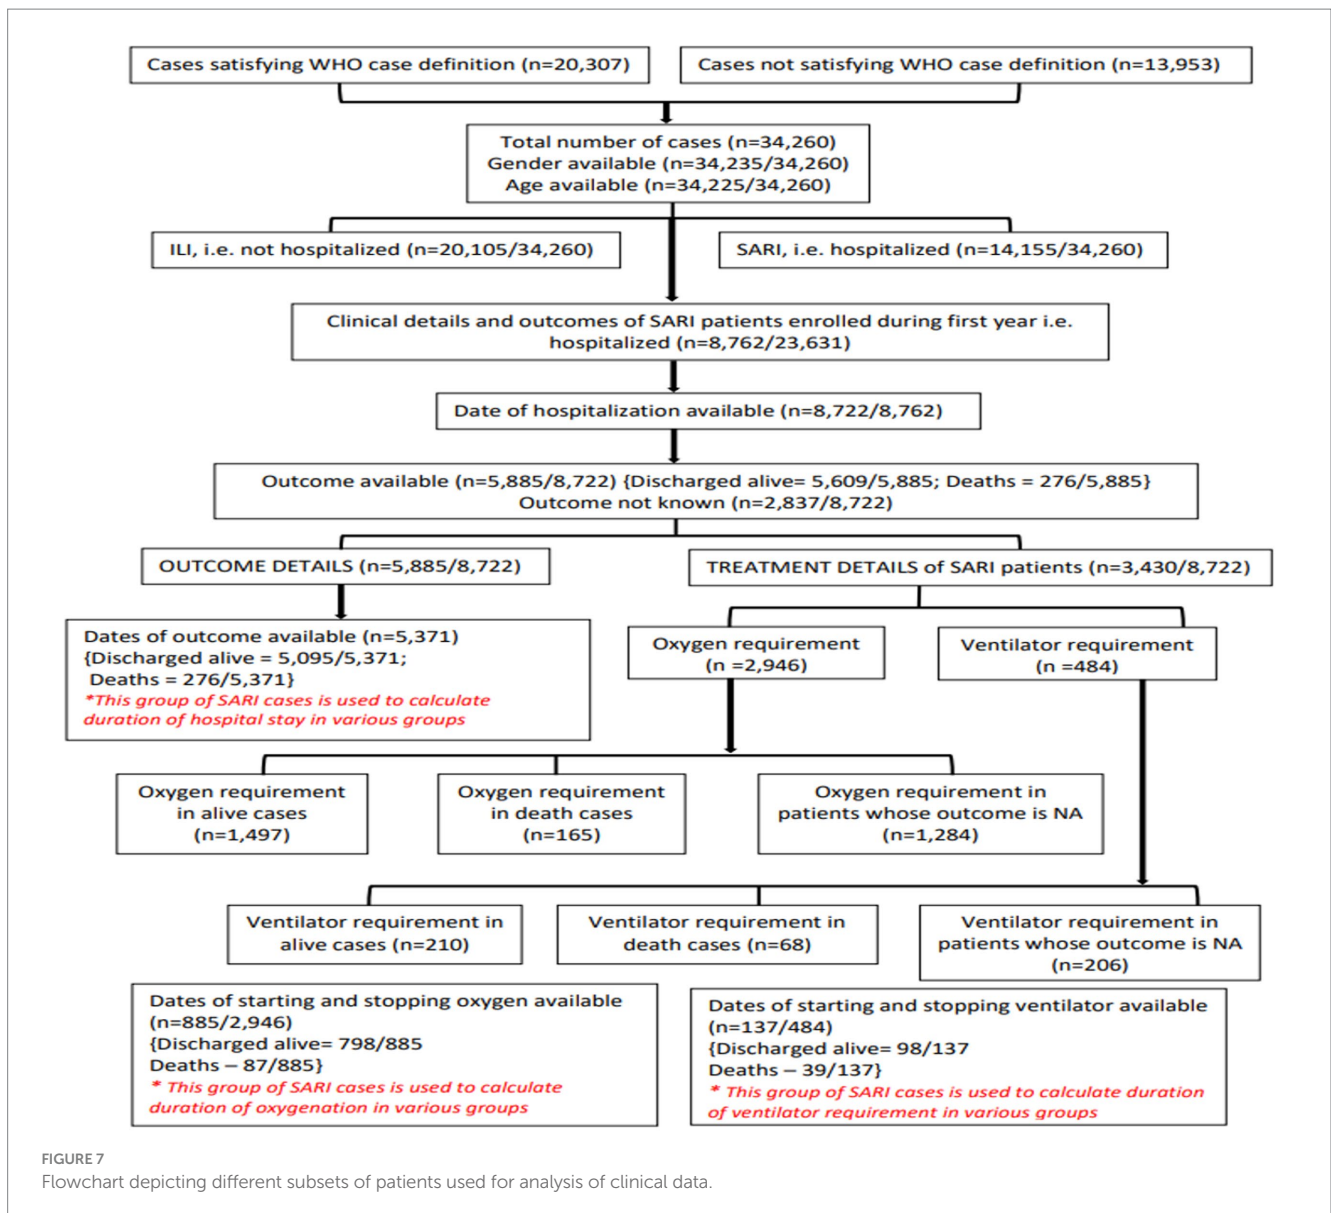 Cases satisfying WHO case definition (n=20,307)
Cases not satisfying WHO case definition (n=13,953)
Total number of cases (n=34,260)
Gender available (n=34,235/34,260)
Age available (n=34,225/34,260)
ILI, i.e. not hospitalized (n=20,105/34,260)
SARI, i.e. hospitalized (n=14,155/34,260)
Clinical details and outcomes of SARI patients enrolled during first year i.e.
hospitalized (n=8,762/23,631)
Date of hospitalization available (n=8,722/8,762)
Outcome available (n=5,885/8,722) {Discharged alive= 5,609/5,885; Deaths = 276/5,885}
Outcome not known (n=2,837/8,722)
OUTCOME DETAILS (n=5,885/8,722)
TREATMENT DETAILS of SARI patients (n=3,430/8,722)
Dates of outcome available (n=5,371)
{Discharged alive = 5,095/5,371;
Deaths = 276/5,371}
*This group of SARI cases is used to calculate
duration of hospital stay in various groups
Oxygen requirement
(n =2,946)
Ventilator requirement
(n =484)
Oxygen requirement
in alive cases
(n=1,497)
Oxygen requirement
in death cases
(n=165)
Oxygen requirement in
patients whose outcome is NA
(n=1,284)
Ventilator requirement in
alive cases (n=210)
Ventilator requirement in
death cases (n=68)
Ventilator requirement in
patients whose outcome is NA
(n=206)
Dates of starting and stopping oxygen available
(n=885/2,946)
{Discharged alive= 798/885
Deaths – 87/885}
* This group of SARI cases is used to calculate
duration of oxygenation in various groups
Dates of starting and stopping ventilator available
(n=137/484)
{Discharged alive= 98/137
Deaths – 39/137}
* This group of SARI cases is used to calculate duration
of ventilator requirement in various groups
FIGURE 7
Flowchart depicting different subsets of patients used for analysis of clinical data.